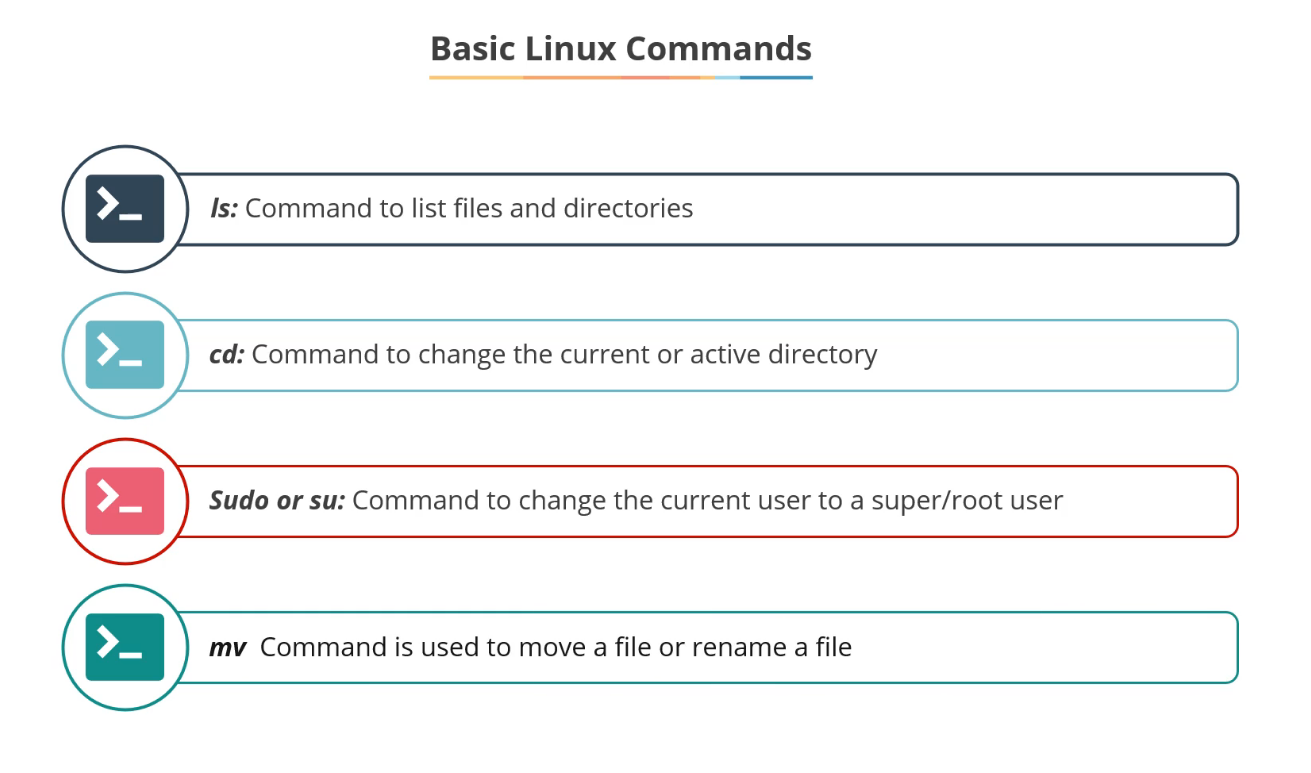 Basic Linux Commands
ls: Command to list files and directories
cd: Command to change the current or active directory
Sudo or su: Command to change the current user to a super/root user
mv Command is used to move a file or rename a file